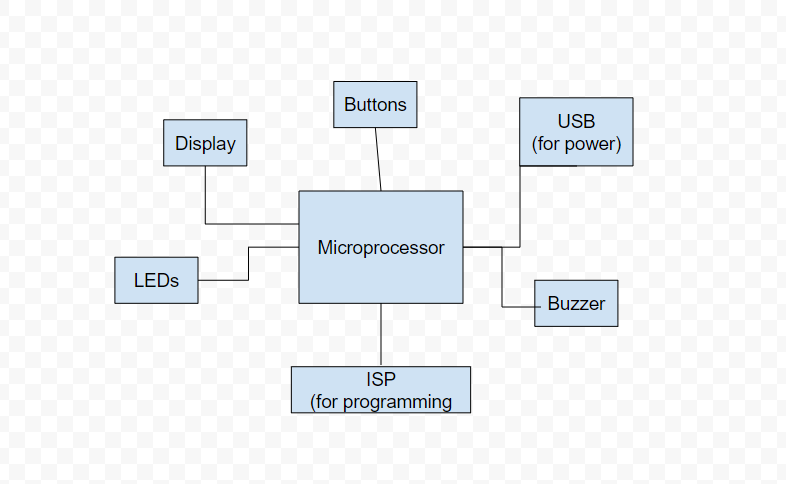 Buttons
USB
(for power)
Display
Microprocessor
LEDs
Buzzer
ISP
(for programming